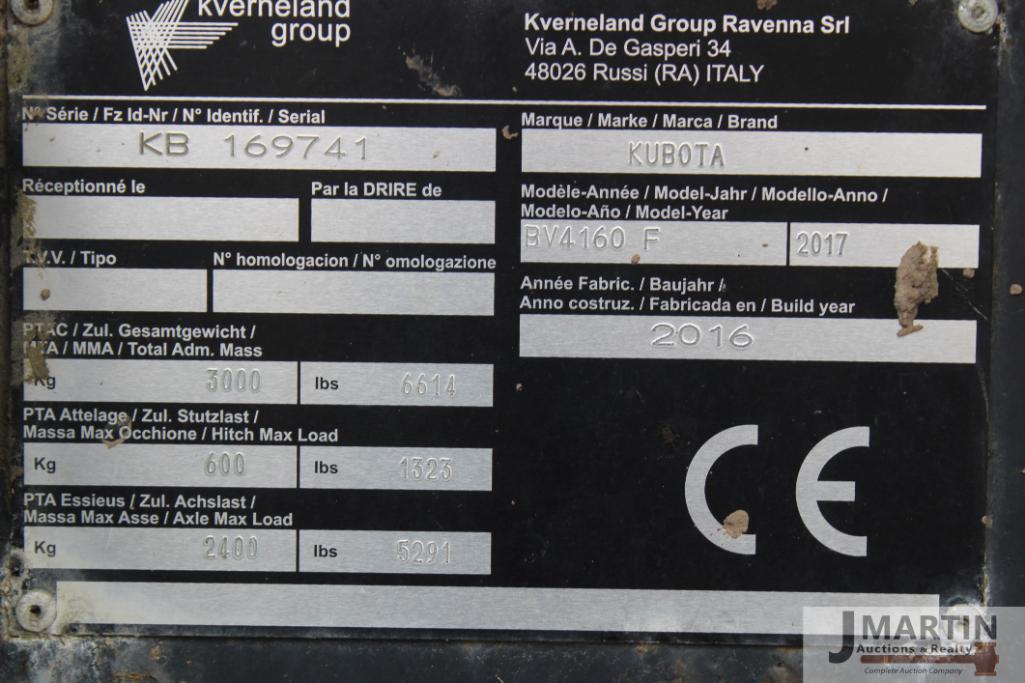 kverneland
group
Kverneland Group Ravenna Srl
Via A. De Gasperi 34
48026 Russi (RA) ITALY
N° Série / Fz Id-Nr / N° Identif. / Serial
KB 169741
Marque / Marke / Marca / Brand
KUBOTA
Réceptionné le
Par la DRIRE de
Modèle-Année / Model-Jahr / Modello-Anno /
Modelo-Año / Model-Year
BV4160 F
2017
T.V.V. / Tipo
N° homologacion / N° omologazione
Année Fabric. / Baujahr /
Anno costruz. / Fabricada en / Build year
2016
PTAC / Zul. Gesamtgewicht /
MTA / MMA / Total Adm. Mass
Kg 3000 lbs 6614
PTA Attelage / Zul. Stutzlast /
Massa Max Occhione / Hitch Max Load
Kg 600 lbs 1323
PTA Essieus / Zul. Achslast /
Massa Max Asse / Axle Max Load
Kg 2400 lbs 5291
CE
J MARTIN
Auctions & Realty
Complete Auction Company